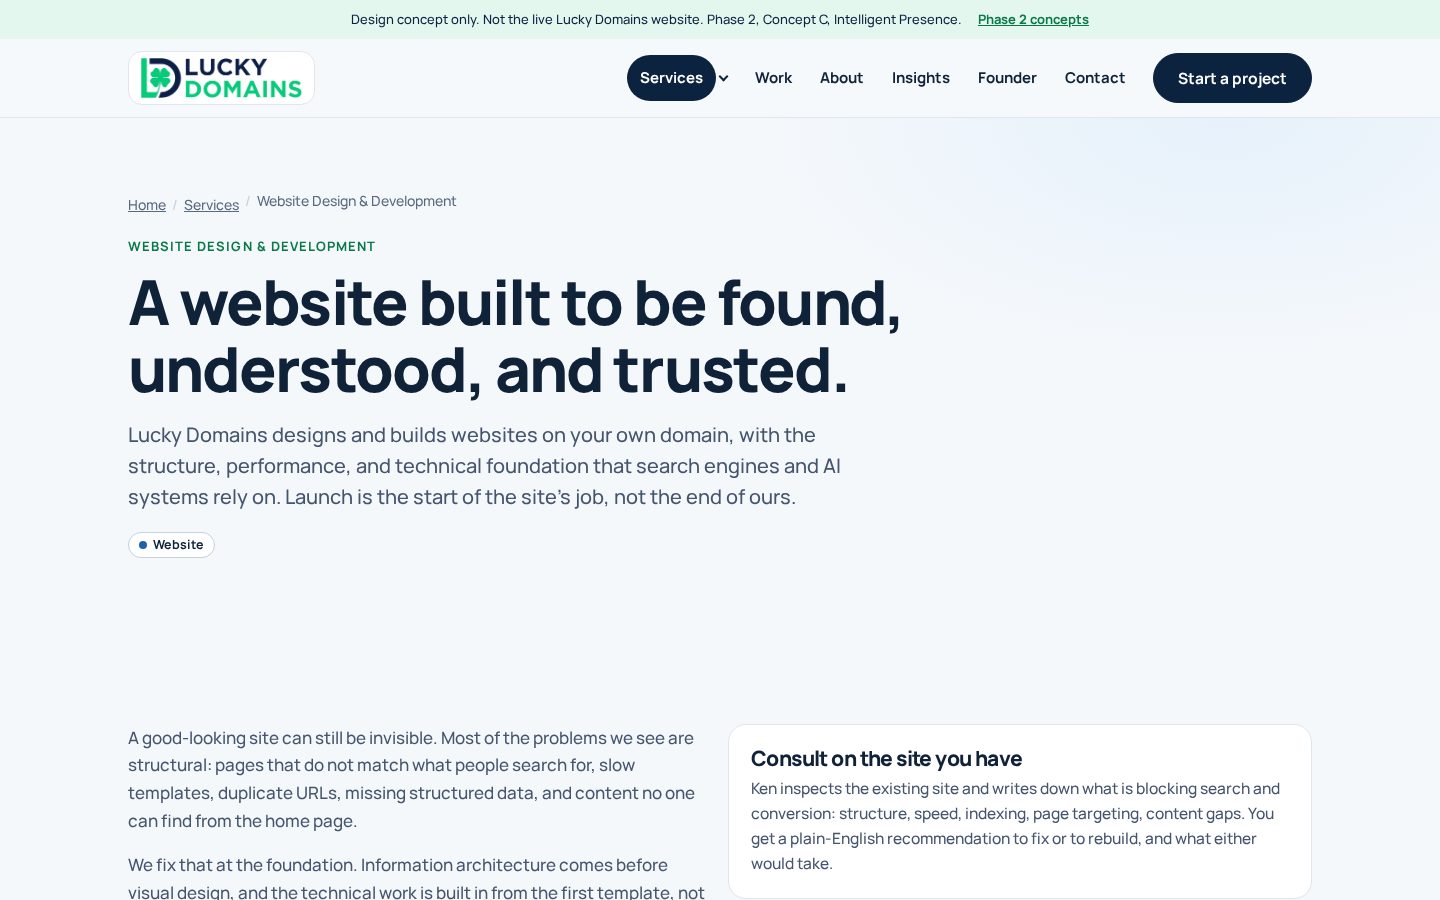 Design concept only. Not the live Lucky Domains website. Phase 2, Concept C, Intelligent Presence. Phase 2 concepts
LUCKY
DOMAINS
Services Work About Insights Founder Contact Start a project
Home / Services / Website Design & Development
WEBSITE DESIGN & DEVELOPMENT
A website built to be found,
understood, and trusted.
Lucky Domains designs and builds websites on your own domain, with the
structure, performance, and technical foundation that search engines and AI
systems rely on. Launch is the start of the site’s job, not the end of ours.
Website
A good-looking site can still be invisible. Most of the problems we see are
structural: pages that do not match what people search for, slow
templates, duplicate URLs, missing structured data, and content no one
can find from the home page.
We fix that at the foundation. Information architecture comes before
visual design, and the technical work is built in from the first template, not
Consult on the site you have
Ken inspects the existing site and writes down what is blocking search and
conversion: structure, speed, indexing, page targeting, content gaps. You
get a plain-English recommendation to fix or to rebuild, and what either
would take.